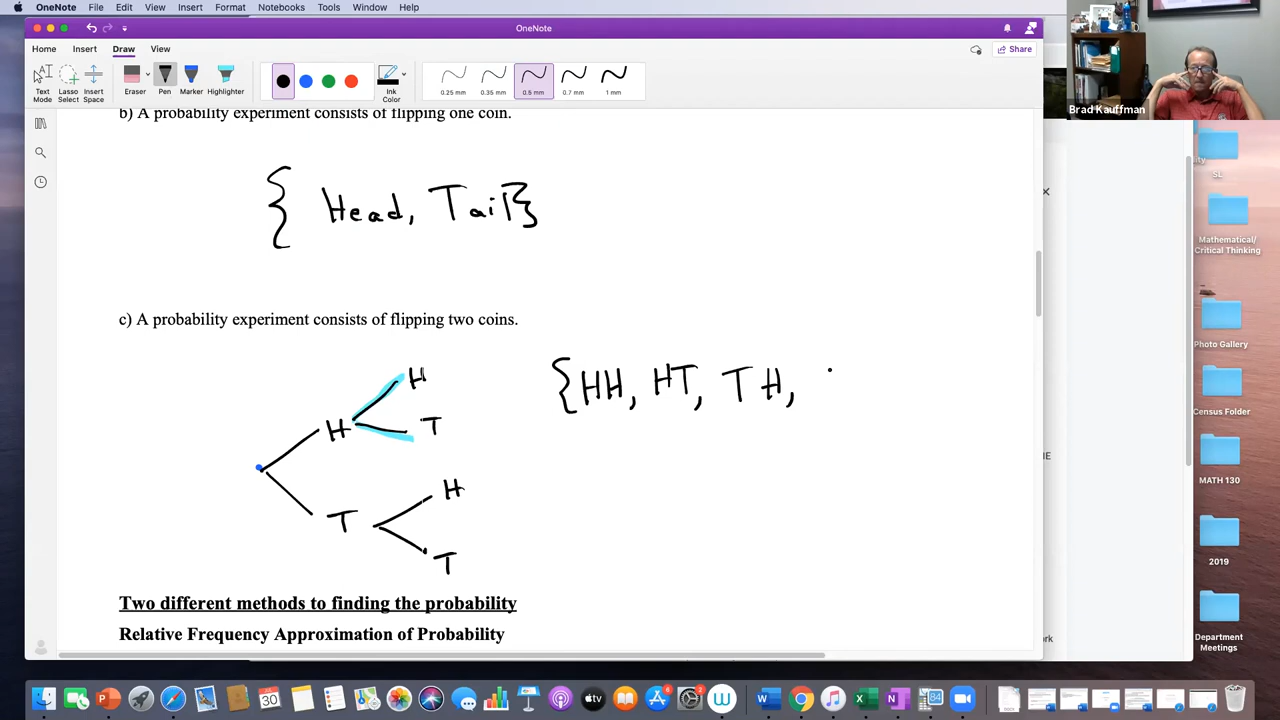 OneNote File Edit View Insert Format Notebooks Tools Window Help
OneNote
Home Insert Draw View
Share
Text Mode
Lasso Select
Insert Space
Eraser
Pen
Marker
Highlighter
Ink Color
0.25 mm 0.35 mm 0.5 mm 0.7 mm 1 mm
Brad Kauffman
b) A probability experiment consists of flipping one coin.
{ Head, Tail}
c) A probability experiment consists of flipping two coins.
{HH, HT, TH,
H
T
H
H
T
T
Two different methods to finding the probability
Relative Frequency Approximation of Probability
SL
Mathematical/
Critical Thinking
Photo Gallery
Census Folder
MATH 130
2019
Department
Meetings
30
tv